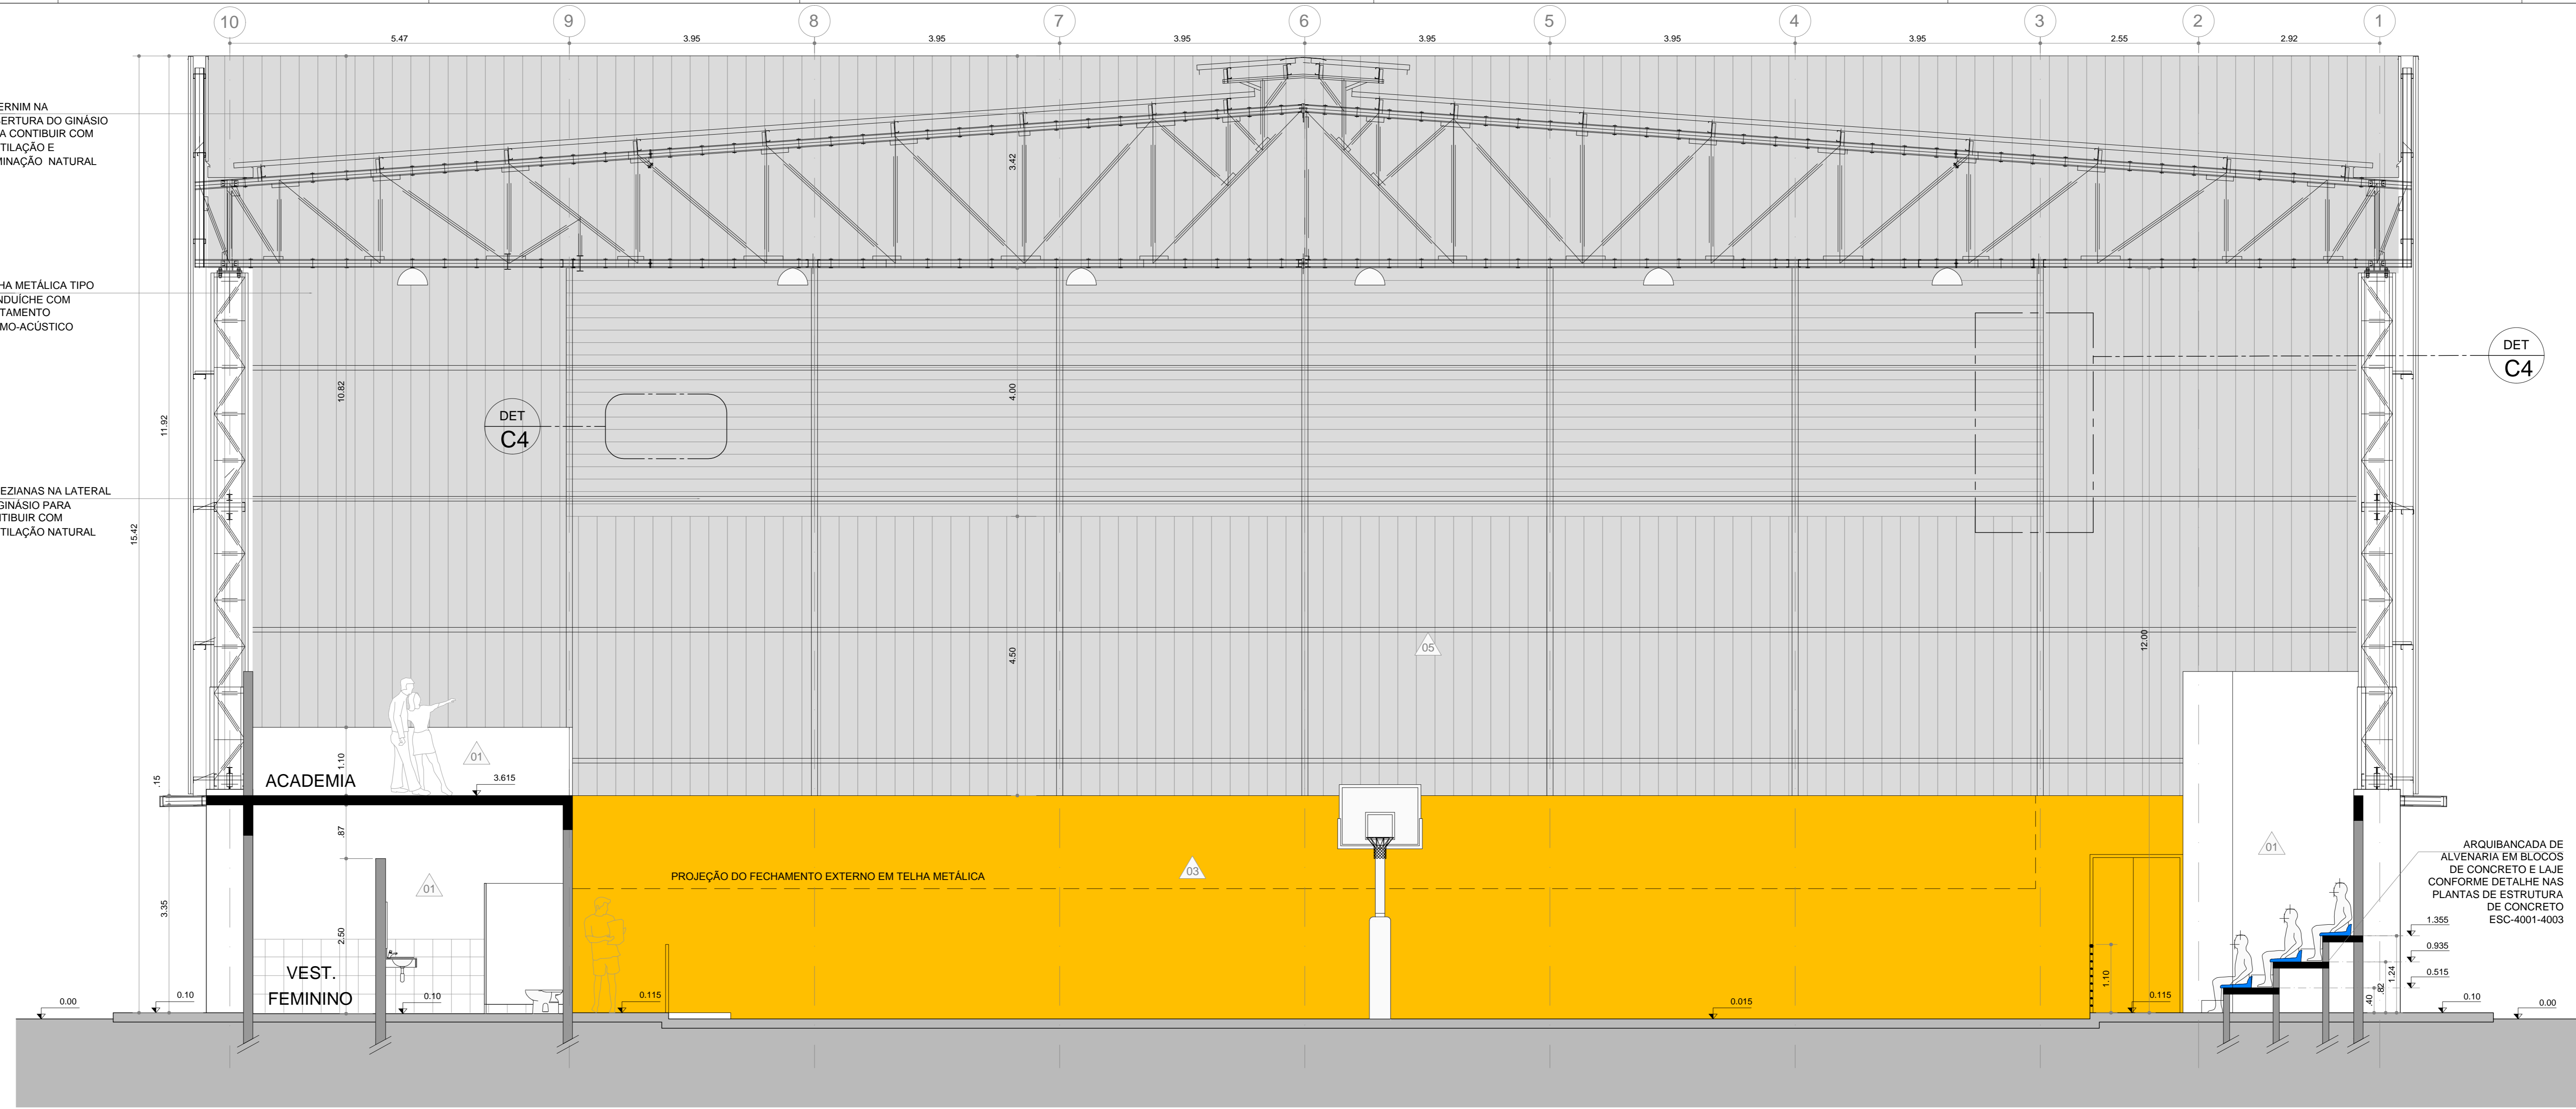 10
9
8
7
6
5
4
3
2
1
5.47
3.95
3.95
3.95
3.95
3.95
3.95
2.55
2.92
ERNIM NA
BERTURA DO GINÁSIO
A CONTIBUIR COM
TILAÇÃO E
MINAÇÃO NATURAL
3.42
HA METÁLICA TIPO
NDUÍCHE COM
TAMENTO
MO-ACÚSTICO
DET
C4
10.82
4.00
11.92
DET
C4
EZIANAS NA LATERAL
GINÁSIO PARA
NTIBUIR COM
TILAÇÃO NATURAL
15.42
4.50
05
12.00
01
1.10
ACADEMIA
3.615
.15
.87
01
PROJEÇÃO DO FECHAMENTO EXTERNO EM TELHA METÁLICA
03
01
ARQUIBANCADA DE
ALVENARIA EM BLOCOS
DE CONCRETO E LAJE
CONFORME DETALHE NAS
PLANTAS DE ESTRUTURA
DE CONCRETO
ESC-4001-4003
3.35
2.50
1.355
0.935
0.515
VEST.
FEMININO
1.10
1.24
.82
.40
0.00
0.10
0.10
0.115
0.015
0.115
0.10
0.00